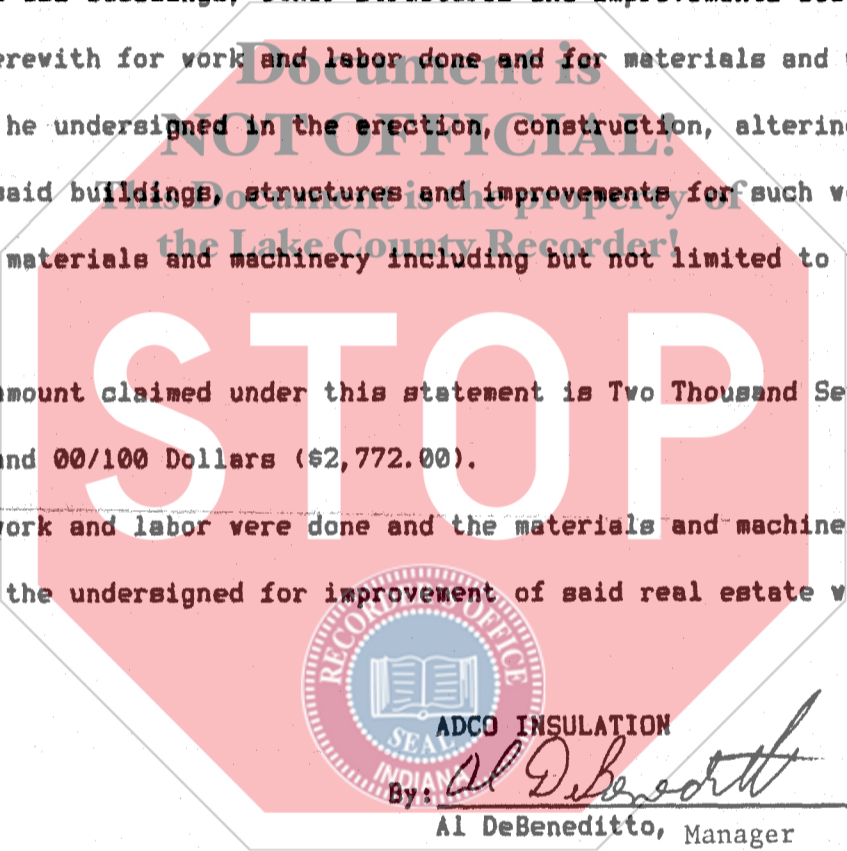 erewith for work and labor done and for materials and
he undersigned in the erection, construction, altering
said buildings, structures and improvements for such
materials and machinery including but not limited to
amount claimed under this statement is Two Thousand
and 00/100 Dollars ($2,772.00).
work and labor were done and the materials and
the undersigned for improvement of said real estate
ADCO INSULATION
By: Al DeBeneditto
Al DeBeneditto, Manager
Document is
NOT OFFICIAL!
This Document is the property of
the Lake County Recorder!
STOP
RECORDER'S OFFICE
SEAL
INDIANA